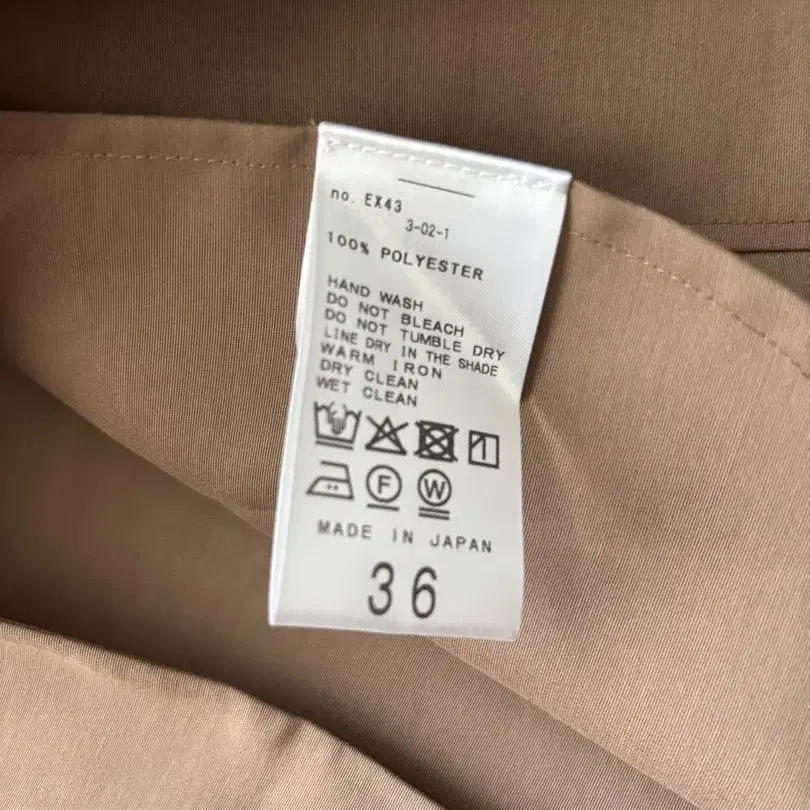 no. EX43
3-02-1
100% POLYESTER
HAND WASH
DO NOT BLEACH
DO NOT TUMBLE DRY
LINE DRY IN THE SHADE
WARM IRON
DRY CLEAN
WET CLEAN
F W
MADE IN JAPAN
36